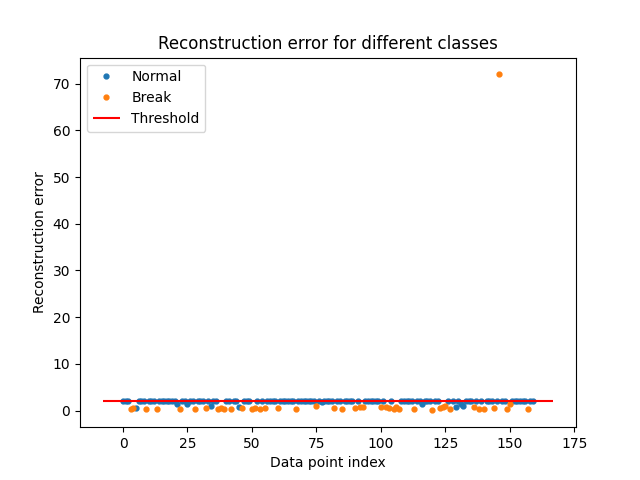 Reconstruction error for different classes
Normal
Break
Threshold
Reconstruction error
70
60
50
40
30
20
10
0
0 25 50 75 100 125 150 175
Data point index